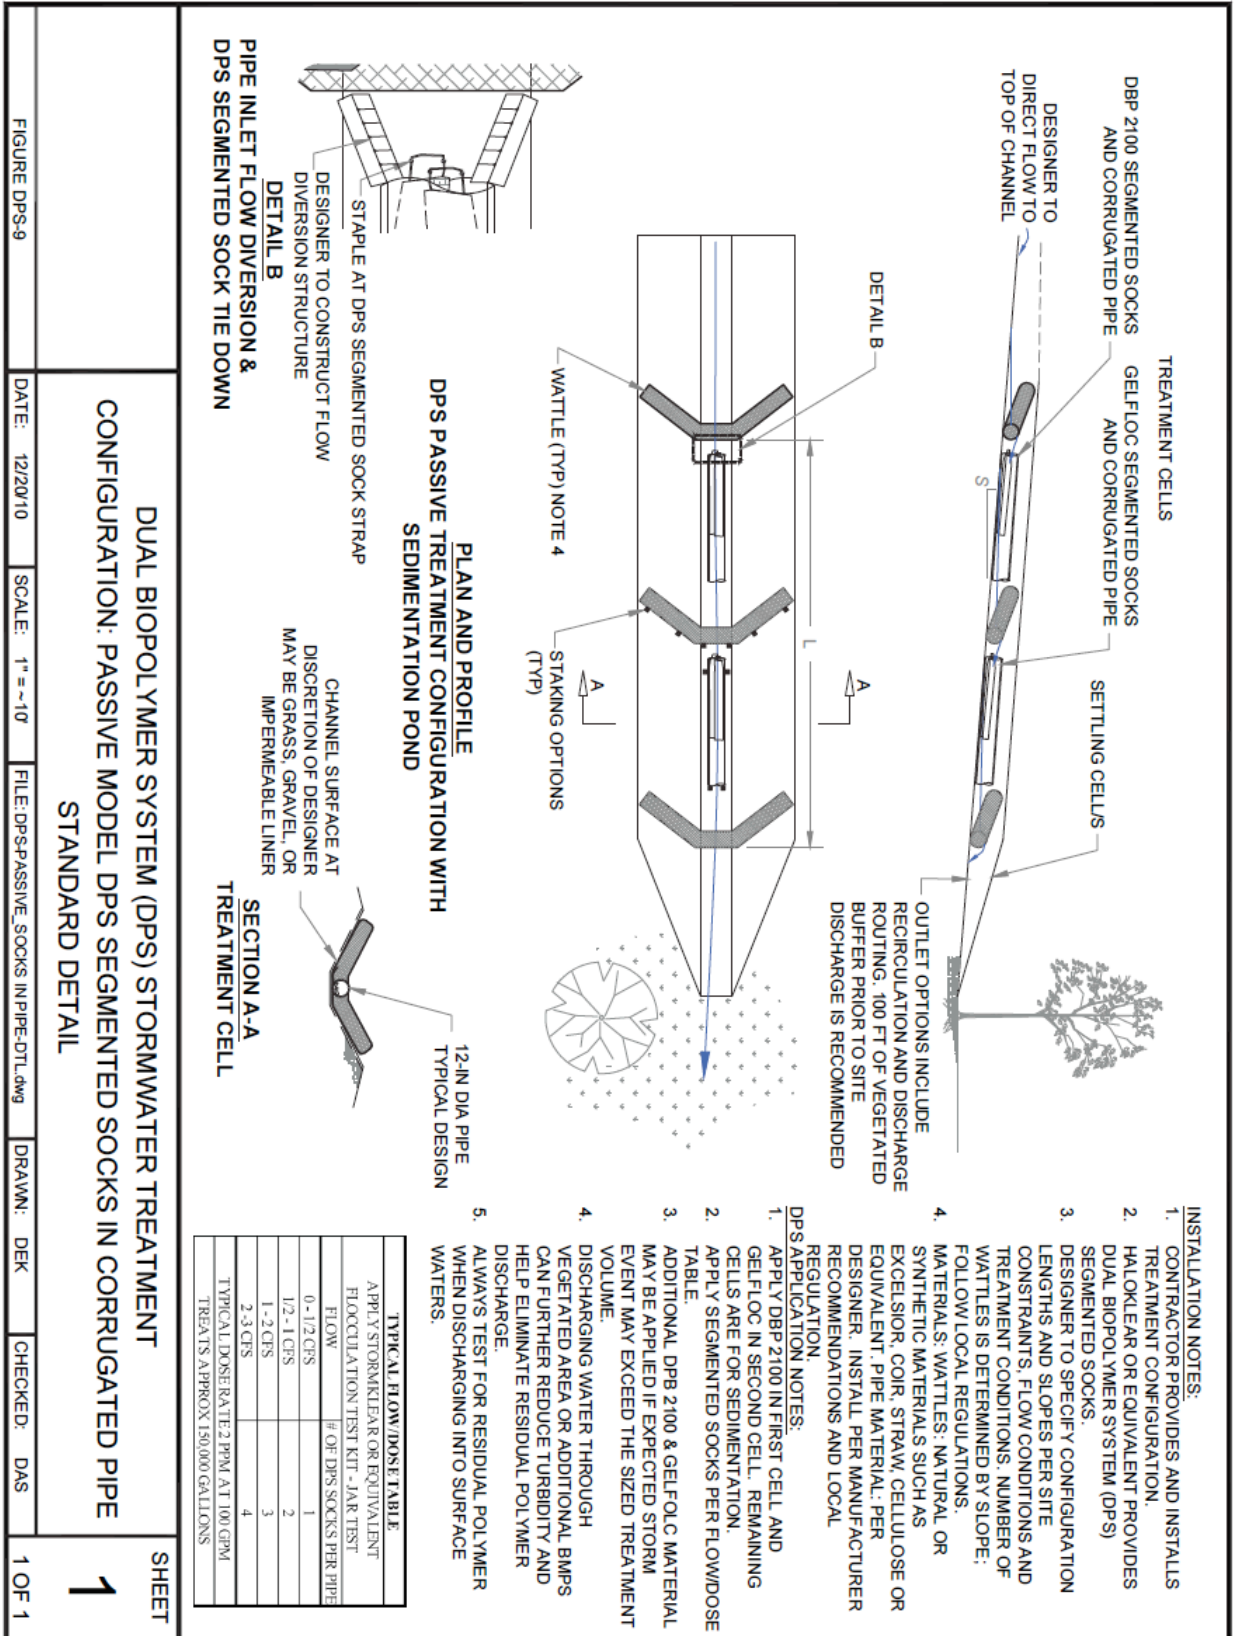 TREATMENT CELLS
DBP 2100 SEGMENTED SOCKS
AND CORRUGATED PIPE
GELFLOC SEGMENTED SOCKS
AND CORRUGATED PIPE
SETTLING CELL/S
DESIGNER TO
DIRECT FLOW TO
TOP OF CHANNEL
S
OUTLET OPTIONS INCLUDE
RECIRCULATION AND DISCHARGE
ROUTING. 100 FT OF VEGETATED
BUFFER PRIOR TO SITE
DISCHARGE IS RECOMMENDED
DETAIL B
L
A
A
WATTLE (TYP) NOTE 4
STAKING OPTIONS
(TYP)
PLAN AND PROFILE
DPS PASSIVE TREATMENT CONFIGURATION WITH
SEDIMENTATION POND
STAPLE AT DPS SEGMENTED SOCK STRAP
DESIGNER TO CONSTRUCT FLOW
DIVERSION STRUCTURE
DETAIL B
PIPE INLET FLOW DIVERSION &
DPS SEGMENTED SOCK TIE DOWN
12-IN DIA PIPE
TYPICAL DESIGN
CHANNEL SURFACE AT
DISCRETION OF DESIGNER
MAY BE GRASS, GRAVEL, OR
IMPERMEABLE LINER
SECTION A-A
TREATMENT CELL
INSTALLATION NOTES:
1. CONTRACTOR PROVIDES AND INSTALLS
TREATMENT CONFIGURATION.
2. HALOKLEAR OR EQUIVALENT PROVIDES
DUAL BIOPOLYMER SYSTEM (DPS)
SEGMENTED SOCKS.
3. DESIGNER TO SPECIFY CONFIGURATION
LENGTHS AND SLOPES PER SITE
CONSTRAINTS, FLOW CONDITIONS AND
TREATMENT CONDITIONS. NUMBER OF
WATTLES IS DETERMINED BY SLOPE;
FOLLOW LOCAL REGULATIONS.
4. MATERIALS: WATTLES: NATURAL OR
SYNTHETIC MATERIALS SUCH AS
EXCELSIOR, COIR, STRAW, CELLULOSE OR
EQUIVALENT. PIPE MATERIAL: PER
DESIGNER. INSTALL PER MANUFACTURER
RECOMMENDATIONS AND LOCAL
REGULATION.
DPS APPLICATION NOTES:
1. APPLY DBP 2100 IN FIRST CELL AND
GELFLOC IN SECOND CELL. REMAINING
CELLS ARE FOR SEDIMENTATION.
2. APPLY SEGMENTED SOCKS PER FLOW/DOSE
TABLE.
3. ADDITIONAL DPB 2100 & GELFOLC MATERIAL
MAY BE APPLIED IF EXPECTED STORM
EVENT MAY EXCEED THE SIZED TREATMENT
VOLUME.
4. DISCHARGING WATER THROUGH
VEGETATED AREA OR ADDITIONAL BMPS
CAN FURTHER REDUCE TURBIDITY AND
HELP ELIMINATE RESIDUAL POLYMER
DISCHARGE.
5. ALWAYS TEST FOR RESIDUAL POLYMER
WHEN DISCHARGING INTO SURFACE
WATERS.
TYPICAL FLOW/DOSE TABLE
APPLY STORMKLEAR OR EQUIVALENT
FLOCCULATION TEST KIT - JAR TEST
FLOW # OF DPS SOCKS PER PIPE
0 - 1/2 CFS 1
1/2 - 1 CFS 2
1 - 2 CFS 3
2 -3 CFS 4
TYPICAL DOSE RATE 2 PPM AT 100 GPM
TREATS APPROX 150,000 GALLONS
DUAL BIOPOLYMER SYSTEM (DPS) STORMWATER TREATMENT
CONFIGURATION: PASSIVE MODEL DPS SEGMENTED SOCKS IN CORRUGATED PIPE
STANDARD DETAIL
SHEET
1
FIGURE DPS-9
DATE: 12/20/10
SCALE: 1" = ~10'
FILE: DPS-PASSIVE_SOCKS IN PIPE-DTL.dwg
DRAWN: DEK
CHECKED: DAS
1 OF 1